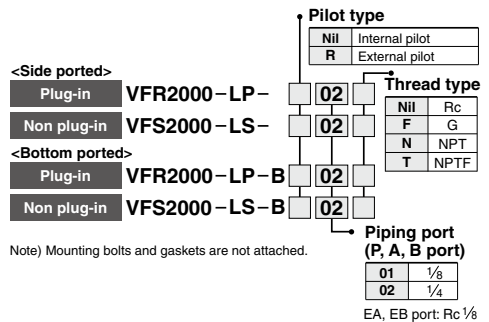 Pilot type
Nil Internal pilot
R External pilot
<Side ported>
Thread type
Plug-in VFR2000-LP- 02
Nil Rc
Non plug-in VFS2000-LS- 02
F G
N NPT
<Bottom ported>
T NPTF
Plug-in VFR2000-LP-B 02
Non plug-in VFS2000-LS-B 02
Piping port
(P, A, B port)
Note) Mounting bolts and gaskets are not attached.
01 1/8
02 1/4
EA, EB port: Rc 1/8